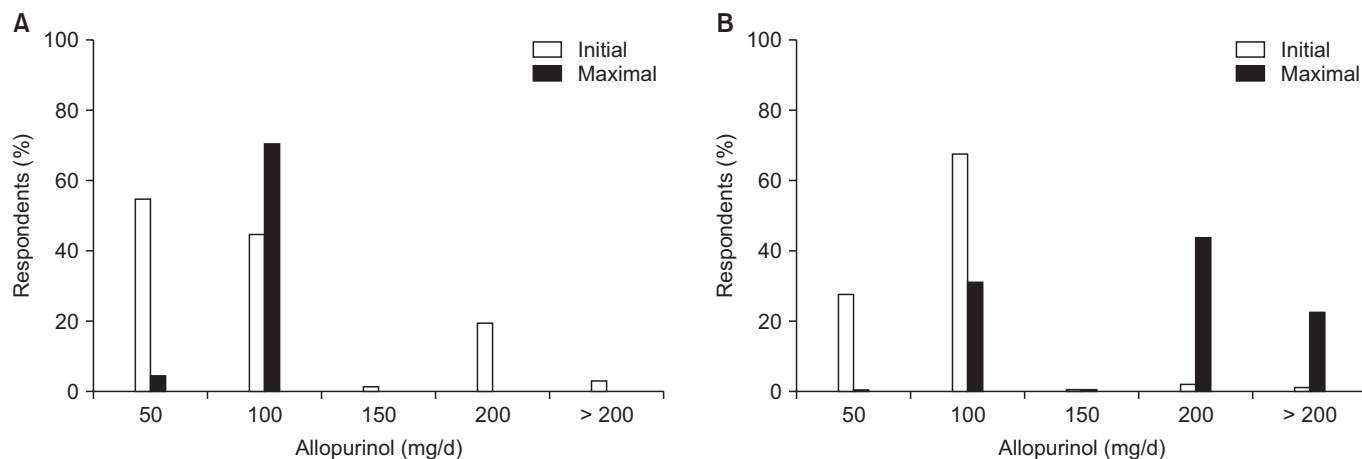 A
100
80
60
40
20
0
Respondents (%)
Initial
Maximal
50 100 150 200 > 200
Allopurinol (mg/d)
B
100
80
60
40
20
0
Respondents (%)
Initial
Maximal
50 100 150 200 > 200
Allopurinol (mg/d)